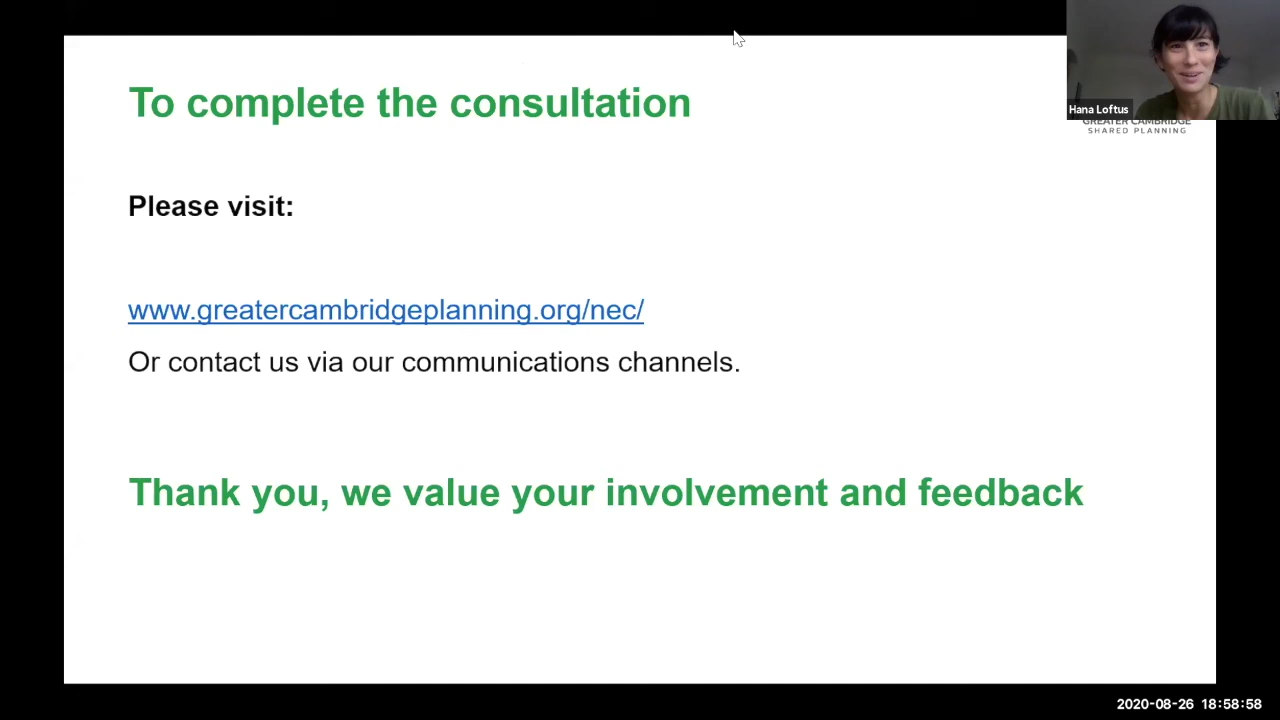 To complete the consultation
Hana Loftus
GREATER CAMBRIDGE
SHARED PLANNING
Please visit:
www.greatercambridgeplanning.org/nec/
Or contact us via our communications channels.
Thank you, we value your involvement and feedback
2020-08-26 18:58:58